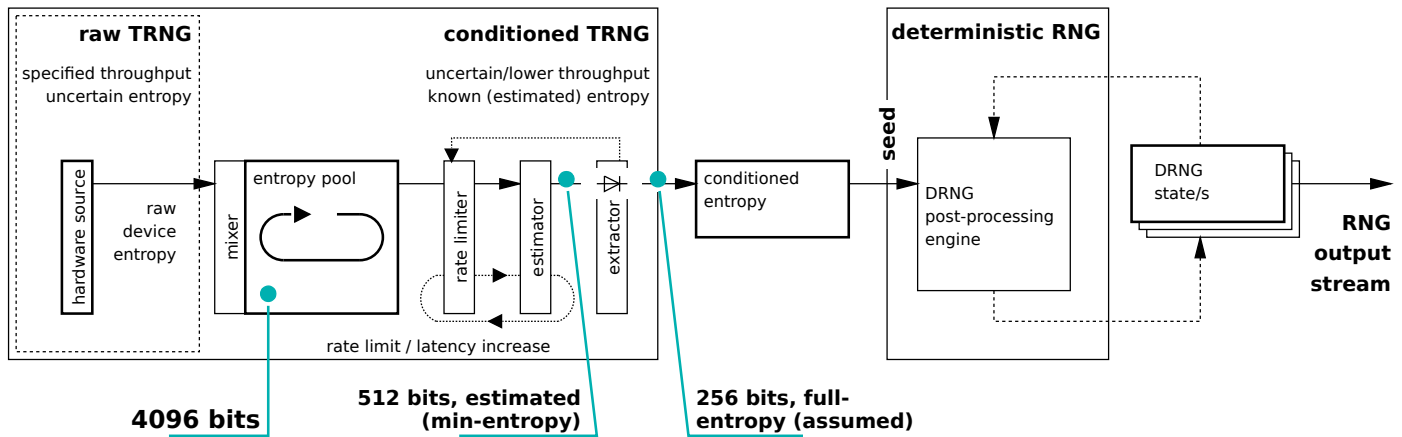 raw TRNG
specified throughput
uncertain entropy
conditioned TRNG
uncertain/lower throughput
known (estimated) entropy
deterministic RNG
hardware source
raw
device
entropy
mixer
entropy pool
rate limiter
estimator
extractor
rate limit / latency increase
conditioned
entropy
seed
DRNG
post-processing
engine
DRNG
state/s
RNG
output
stream
4096 bits
512 bits, estimated
(min-entropy)
256 bits, full-
entropy (assumed)